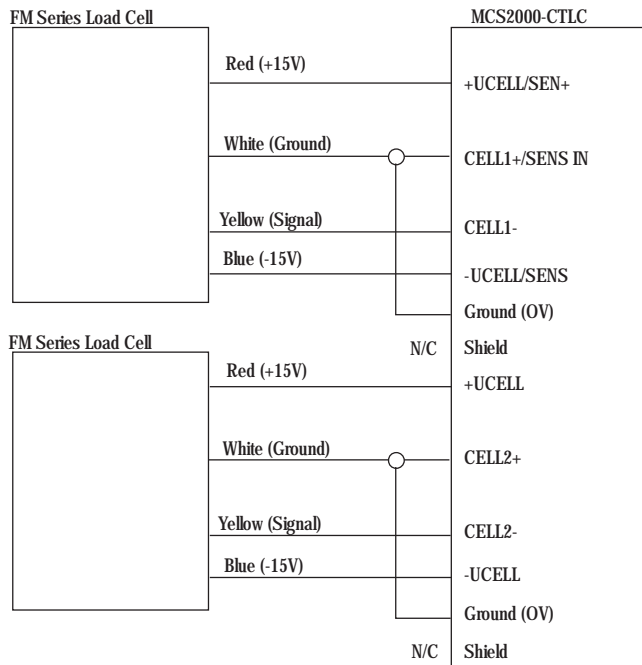 FM Series Load Cell
MCS2000-CTLC
Red (+15V)
+UCELL/SEN+
White (Ground)
CELL1+/SENS IN
Yellow (Signal)
CELL1-
Blue (-15V)
-UCELL/SENS
Ground (OV)
FM Series Load Cell
N/C Shield
Red (+15V)
+UCELL
White (Ground)
CELL2+
Yellow (Signal)
CELL2-
Blue (-15V)
-UCELL
Ground (OV)
N/C Shield